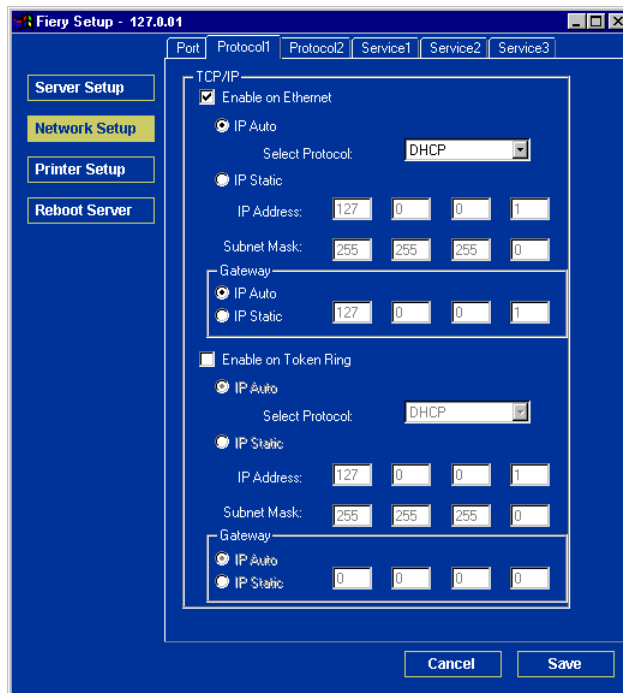 Fiery Setup - 127.0.01
Port Protocol1 Protocol2 Service1 Service2 Service3
Server Setup
Network Setup
Printer Setup
Reboot Server
TCP/IP
Enable on Ethernet
IP Auto
Select Protocol: DHCP
IP Static
IP Address: 127 0 0 1
Subnet Mask: 255 255 255 0
Gateway
IP Auto
IP Static 127 0 0 1
Enable on Token Ring
IP Auto
Select Protocol: DHCP
IP Static
IP Address: 127 0 0 1
Subnet Mask: 255 255 255 0
Gateway
IP Auto
IP Static 0 0 0 0
Cancel Save